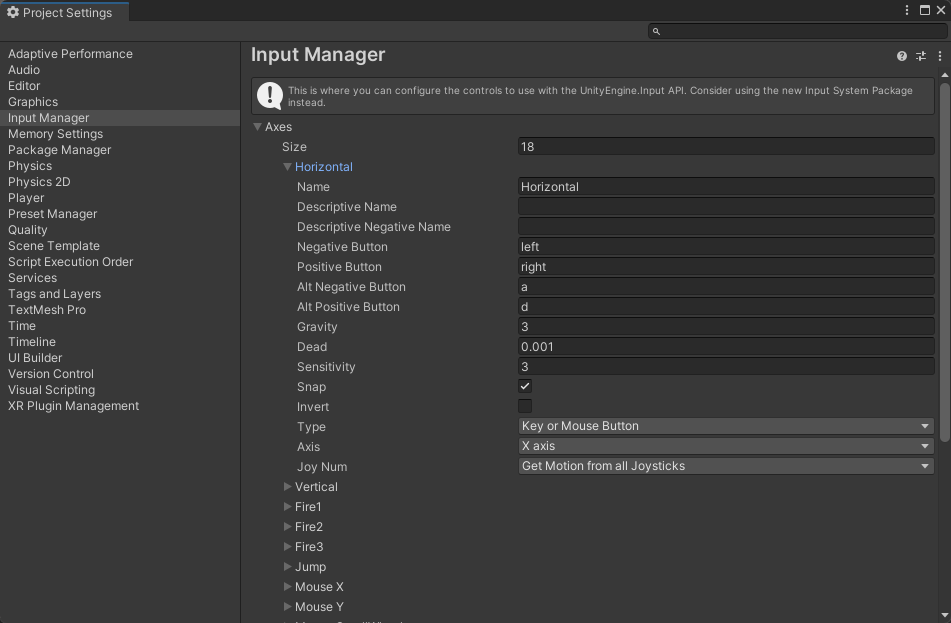 Project Settings
Adaptive Performance
Audio
Editor
Graphics
Input Manager
Memory Settings
Package Manager
Physics
Physics 2D
Player
Preset Manager
Quality
Scene Template
Script Execution Order
Services
Tags and Layers
TextMesh Pro
Time
Timeline
UI Builder
Version Control
Visual Scripting
XR Plugin Management
Input Manager
This is where you can configure the controls to use with the UnityEngine.Input API. Consider using the new Input System Package
instead.
Axes
Size 18
Horizontal
Name Horizontal
Descriptive Name
Descriptive Negative Name
Negative Button left
Positive Button right
Alt Negative Button a
Alt Positive Button d
Gravity 3
Dead 0.001
Sensitivity 3
Snap
Invert
Type Key or Mouse Button
Axis X axis
Joy Num Get Motion from all Joysticks
Vertical
Fire1
Fire2
Fire3
Jump
Mouse X
Mouse Y